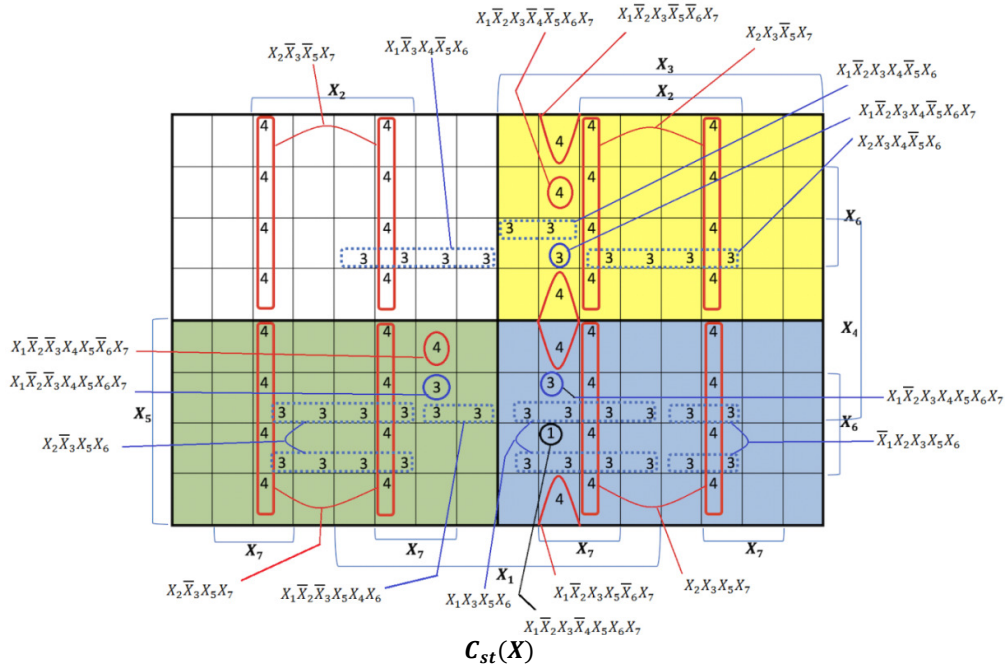 X₁X̅₂X₃X̅₄X̅₅X₆X₇
X₁X̅₂X₃X̅₅X̅₆X₇
X₂X₃X̅₅X₇
X₂X̅₃X̅₅X₇
X₁X̅₃X₄X̅₅X₆
X₃
X₁X̅₂X₃X₄X̅₅X₆
X₂
X₂
X₁X̅₂X₃X₄X̅₅X₆X₇
4 4 4 4
4
X₂X₃X₄X̅₅X₆
4 4 4 4 4
X₆
4 4 3 3 4 4
3 3 3 3 3 3 3 3 3
4 4 4 4 4
X₄
4 4 4 4 4 4
X₁X̅₂X̅₃X₄X₅X̅₆X₇
4 4 3 3 4 4
X₁X̅₂X̅₃X₄X₅X₆X₇
X₁X̅₂X₃X₄X₅X₆X₇
X₅
3 3 3 3 3 3 3 3 3 3 3 3
X₆
4 4 1 4 4
X₂X̅₃X₅X₆
X̅₁X₂X₃X₅X₆
3 3 3 3 3 3 3 3 3 3
4 4 4 4 4
X₇ X₇ X₇ X₇
X₁
X₂X̅₃X₅X₇
X₁X̅₂X̅₃X₅X₄X₆
X₁X₃X₅X₆
X₁X̅₂X₃X₅X̅₆X₇
X₂X₃X₅X₇
X₁X̅₂X₃X̅₄X₅X₆X₇
C_st(X)